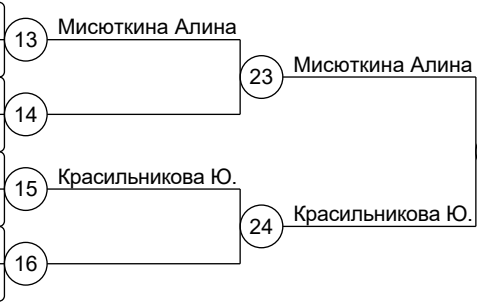 13 Мисюткина Алина
23 Мисюткина Алина
14
15 Красильникова Ю.
24 Красильникова Ю.
16